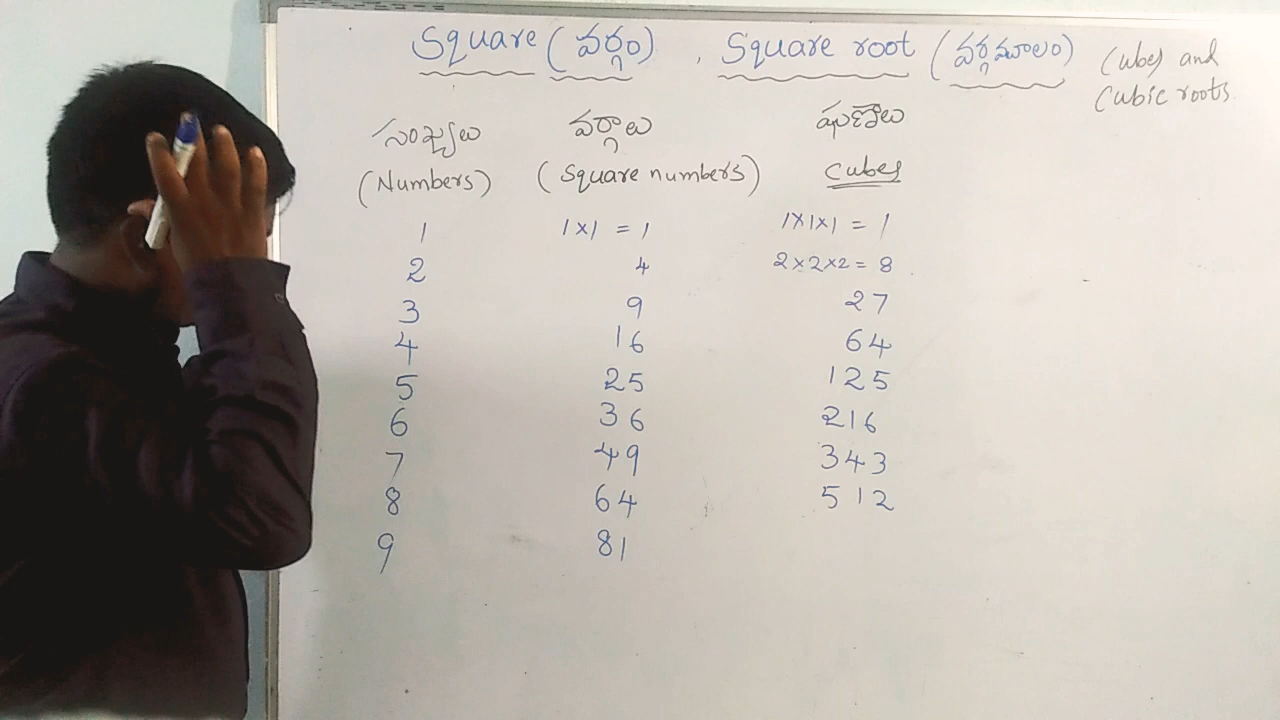 Square (వర్గం) , Square root (వర్గమూలం) Cubes and
Cubic roots.
సంఖ్యలు వర్గాలు ఘణాలు
(Numbers) (Square numbers) Cubes
1 1×1 = 1 1×1×1 = 1
2 4 2×2×2 = 8
3 9 27
4 16 64
5 25 125
6 36 216
7 49 343
8 64 512
9 81